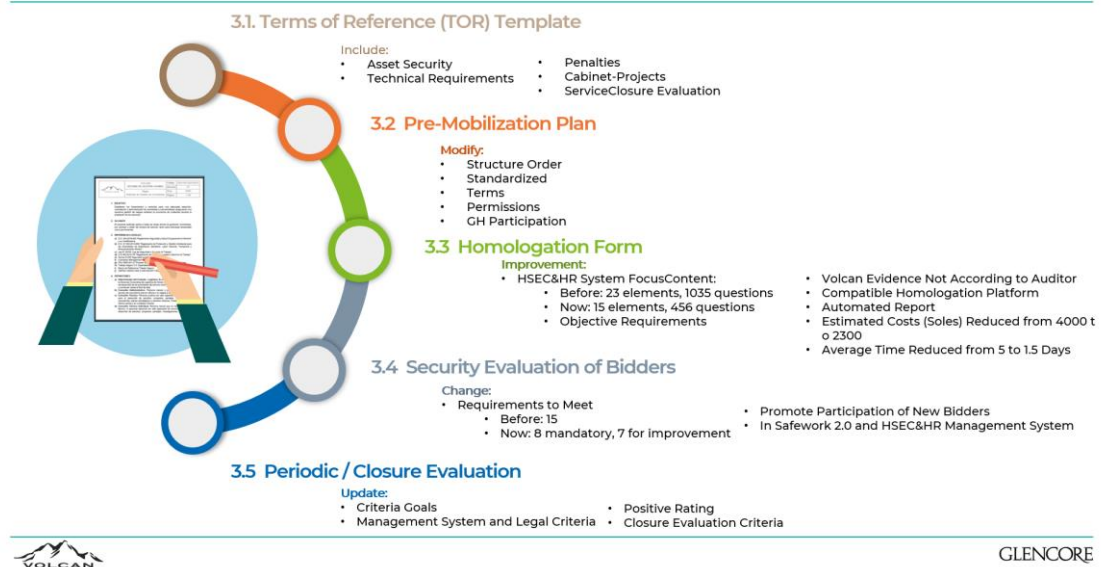 3.1. Terms of Reference (TOR) Template
Include:
• Asset Security
• Technical Requirements
• Penalties
• Cabinet-Projects
• ServiceClosure Evaluation
3.2 Pre-Mobilization Plan
Modify:
• Structure Order
• Standardized
• Terms
• Permissions
• GH Participation
3.3 Homologation Form
Improvement:
• HSEC&HR System FocusContent:
• Before: 23 elements, 1035 questions
• Now: 15 elements, 456 questions
• Objective Requirements
• Volcan Evidence Not According to Auditor
• Compatible Homologation Platform
• Automated Report
• Estimated Costs (Soles) Reduced from 4000 t
o 2300
• Average Time Reduced from 5 to 1.5 Days
3.4 Security Evaluation of Bidders
Change:
• Requirements to Meet
• Before: 15
• Now: 8 mandatory, 7 for improvement
• Promote Participation of New Bidders
• In Safework 2.0 and HSEC&HR Management System
3.5 Periodic / Closure Evaluation
Update:
• Criteria Goals
• Management System and Legal Criteria
• Positive Rating
• Closure Evaluation Criteria
VOLCAN
GLENCORE